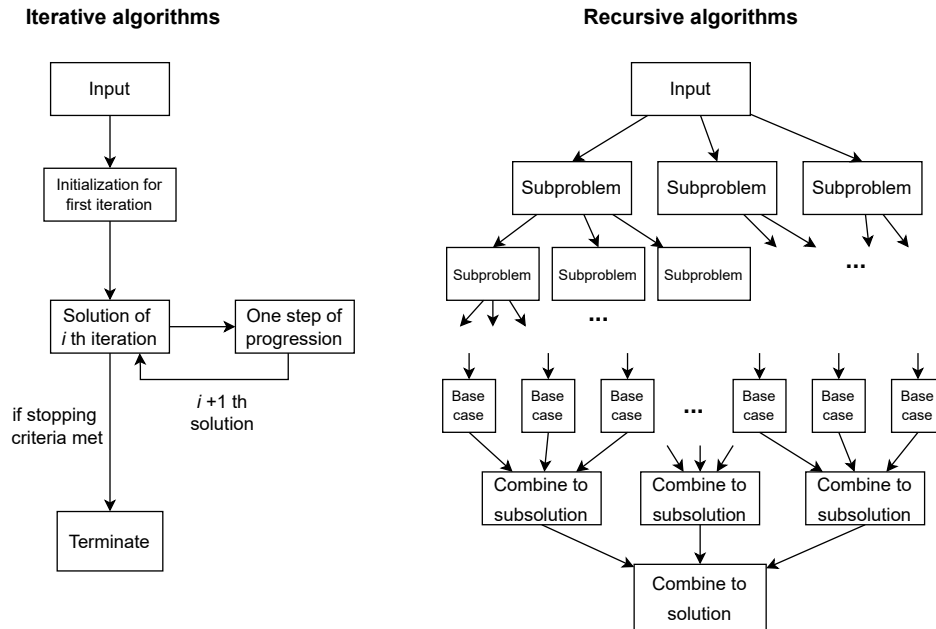 Iterative algorithms
Input
Initialization for
first iteration
Solution of
i th iteration
One step of
progression
i +1 th
solution
if stopping
criteria met
Terminate
Recursive algorithms
Input
Subproblem
Subproblem
Subproblem
Subproblem
Subproblem
Subproblem
...
...
Base
case
Base
case
Base
case
...
Base
case
Base
case
Base
case
Combine to
subsolution
Combine to
subsolution
Combine to
subsolution
Combine to
solution